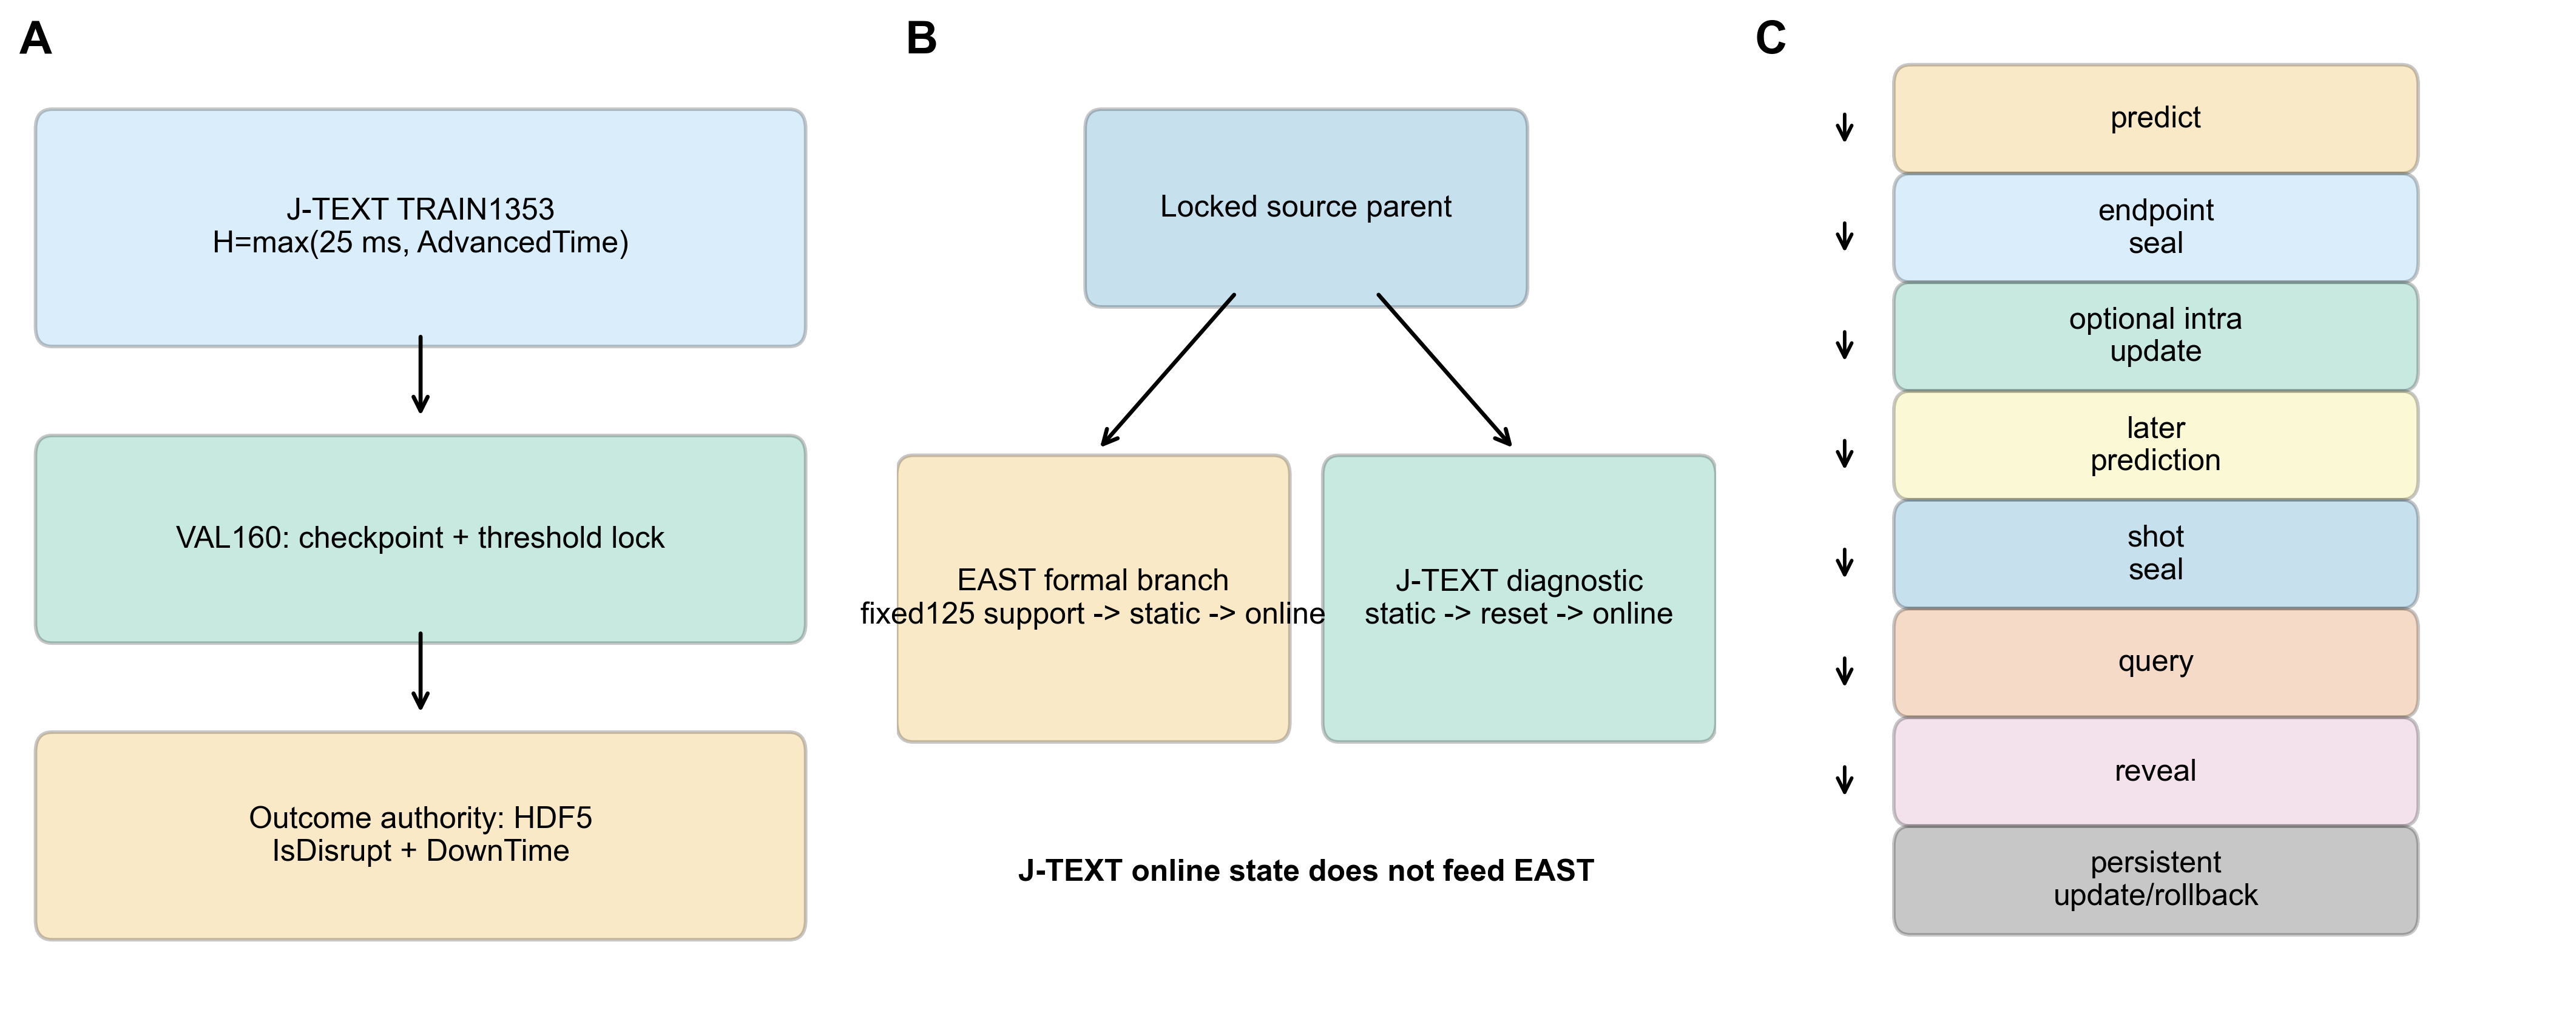 A
J-TEXT TRAIN1353
H=max(25 ms, AdvancedTime)
VAL160: checkpoint + threshold lock
Outcome authority: HDF5
IsDisrupt + DownTime
B
Locked source parent
EAST formal branch
fixed125 support -> static -> online
J-TEXT diagnostic
static -> reset -> online
J-TEXT online state does not feed EAST
C
predict
endpoint
seal
optional intra
update
later
prediction
shot
seal
query
reveal
persistent
update/rollback